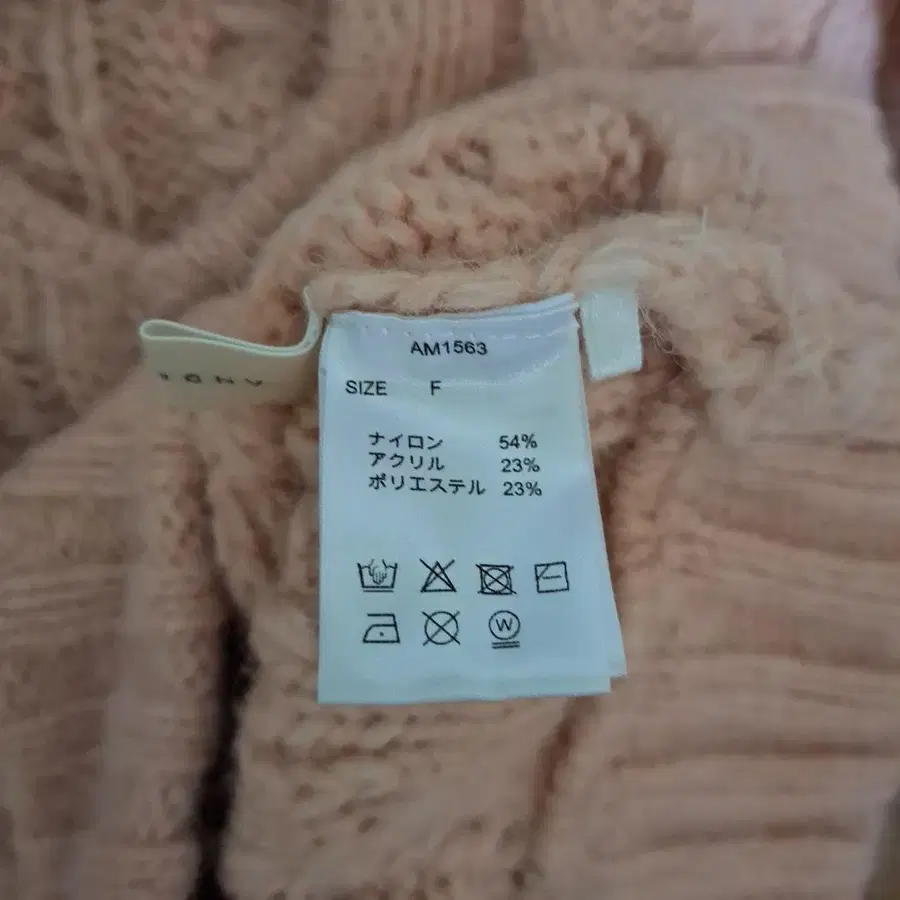 AM1563
SIZE F
ナイロン 54%
アクリル 23%
ポリエステル 23%
W